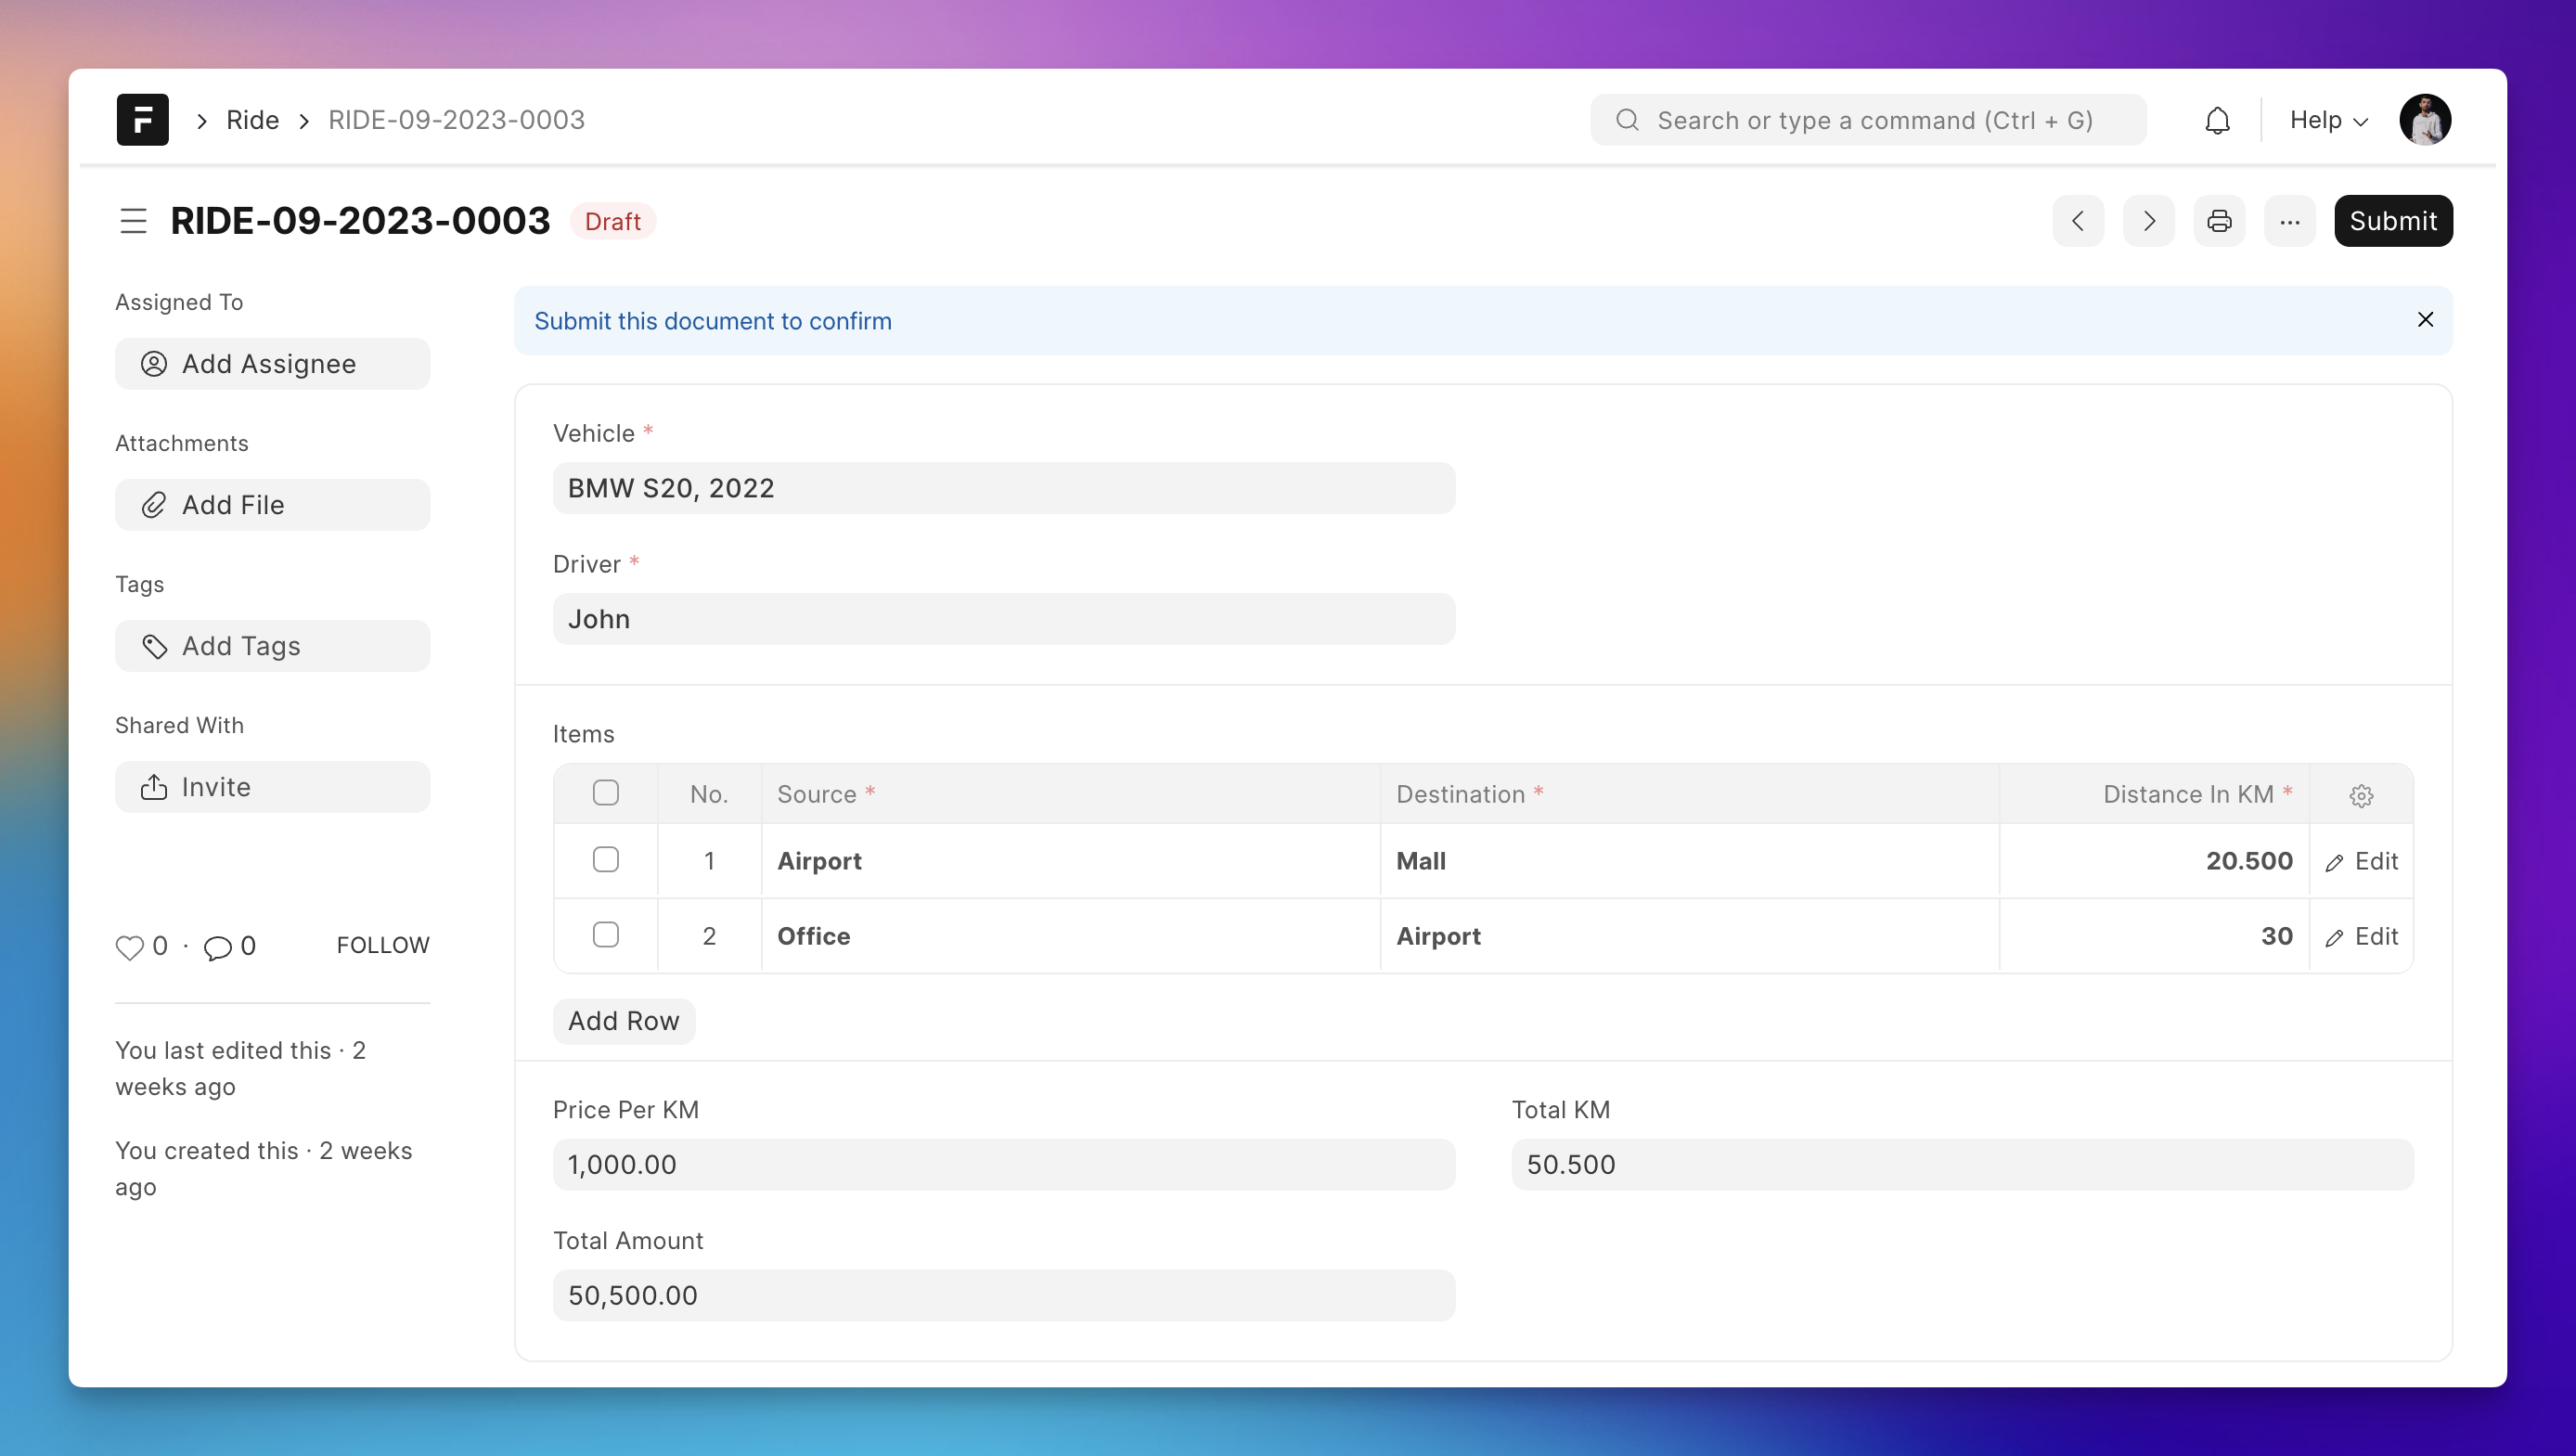 Ride RIDE-09-2023-0003 Search or type a command (Ctrl + G) Help
RIDE-09-2023-0003 Draft ... Submit
Assigned To
Add Assignee
Attachments
Add File
Tags
Add Tags
Shared With
Invite
0 · 0 FOLLOW
You last edited this · 2
weeks ago
You created this · 2 weeks
ago
Submit this document to confirm
Vehicle *
BMW S20, 2022
Driver *
John
Items
No. Source * Destination * Distance In KM *
1 Airport Mall 20.500 Edit
2 Office Airport 30 Edit
Add Row
Price Per KM
1,000.00
Total KM
50.500
Total Amount
50,500.00